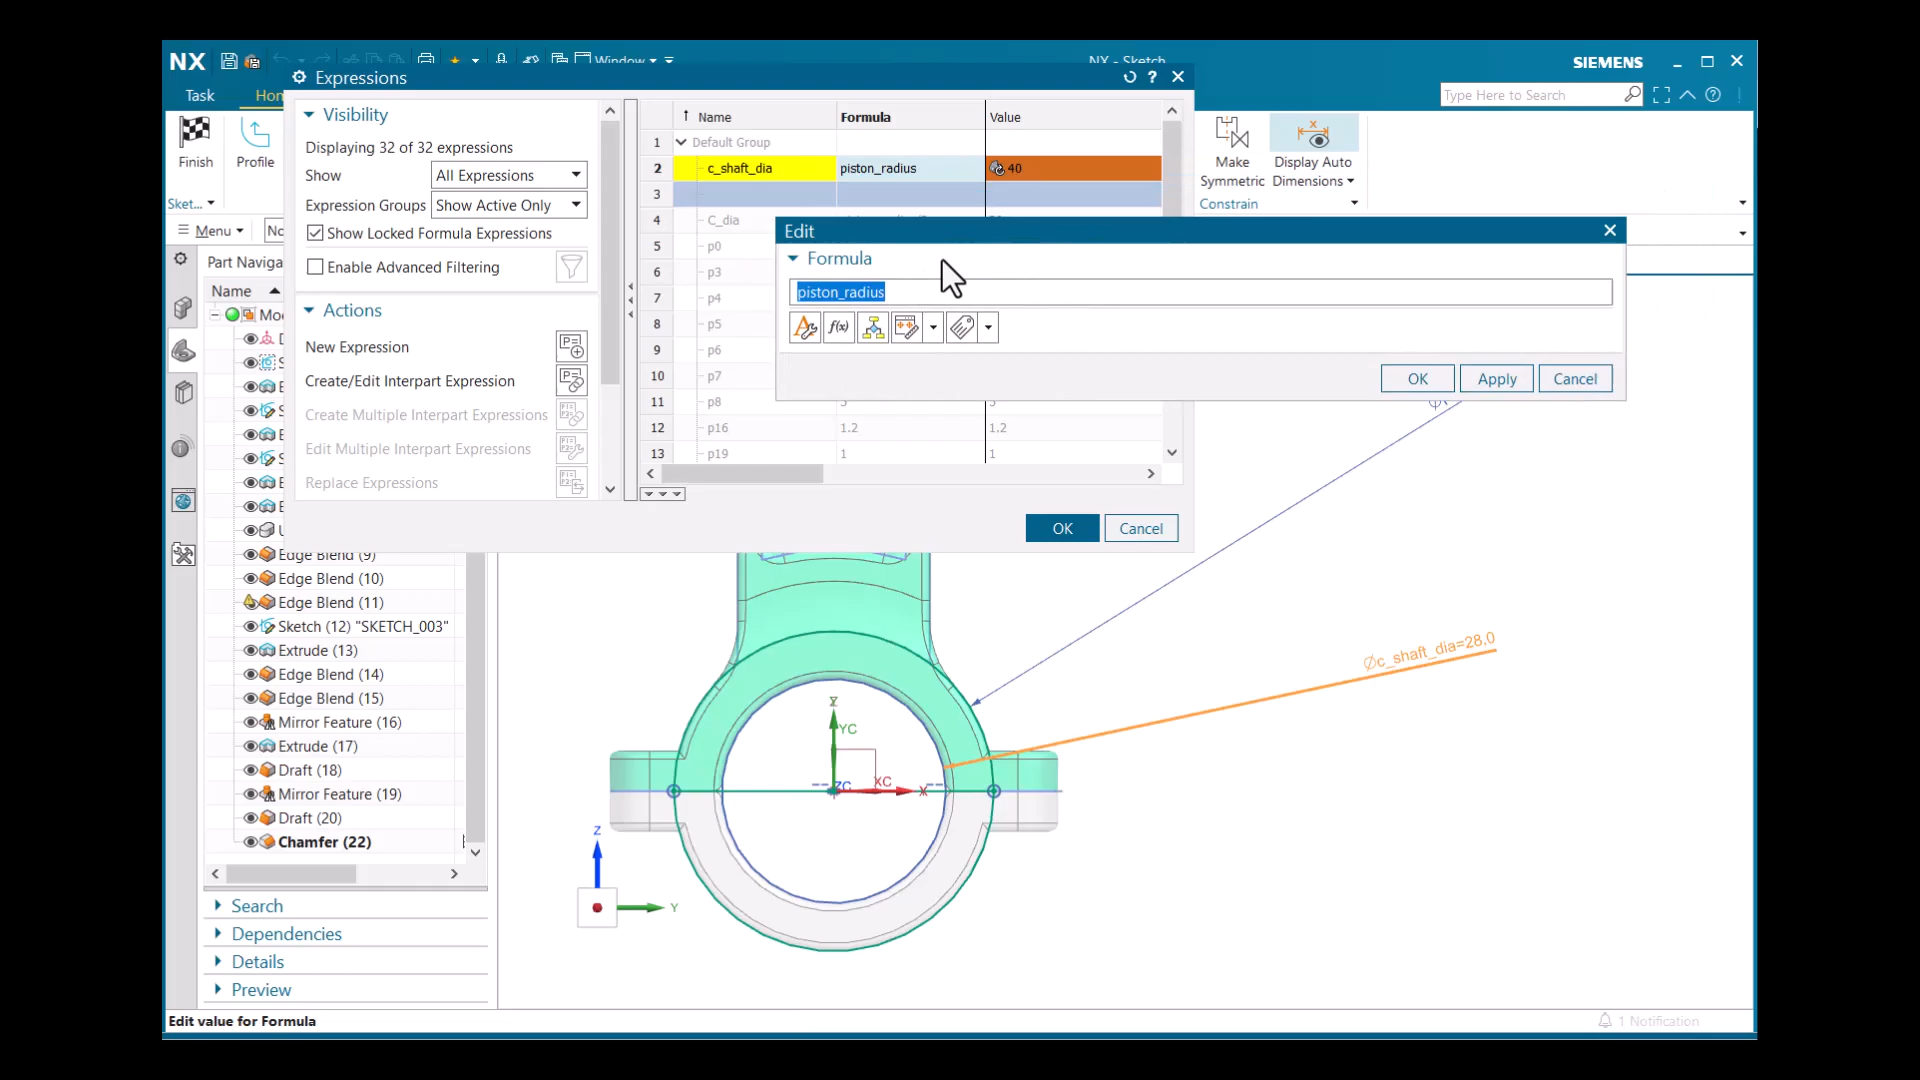 NX
Window
NX - Sketch
SIEMENS
Task
Hon
Type Here to Search
Finish
Profile
Make
Symmetric
Display Auto
Dimensions
Sket...
Constrain
Menu
No
Expressions
Visibility
Displaying 32 of 32 expressions
Show
All Expressions
Expression Groups
Show Active Only
Show Locked Formula Expressions
Enable Advanced Filtering
Actions
New Expression
Create/Edit Interpart Expression
Create Multiple Interpart Expressions
Edit Multiple Interpart Expressions
Replace Expressions
Name
Formula
Value
1 Default Group
2 c_shaft_dia piston_radius 40
3
4 C_dia
5 p0
6 p3
7 p4
8 p5
9 p6
10 p7
11 p8 5 5
12 p16 1.2 1.2
13 p19 1 1
OK
Cancel
Edit
Formula
piston_radius
f(x)
OK
Apply
Cancel
Part Naviga
Name
Mo
Edge Blend (9)
Edge Blend (10)
Edge Blend (11)
Sketch (12) "SKETCH_003"
Extrude (13)
Edge Blend (14)
Edge Blend (15)
Mirror Feature (16)
Extrude (17)
Draft (18)
Mirror Feature (19)
Draft (20)
Chamfer (22)
Search
Dependencies
Details
Preview
∅c_shaft_dia=28,0
Z
YC
ZC
XC
X
Z
Y
Edit value for Formula
1 Notification